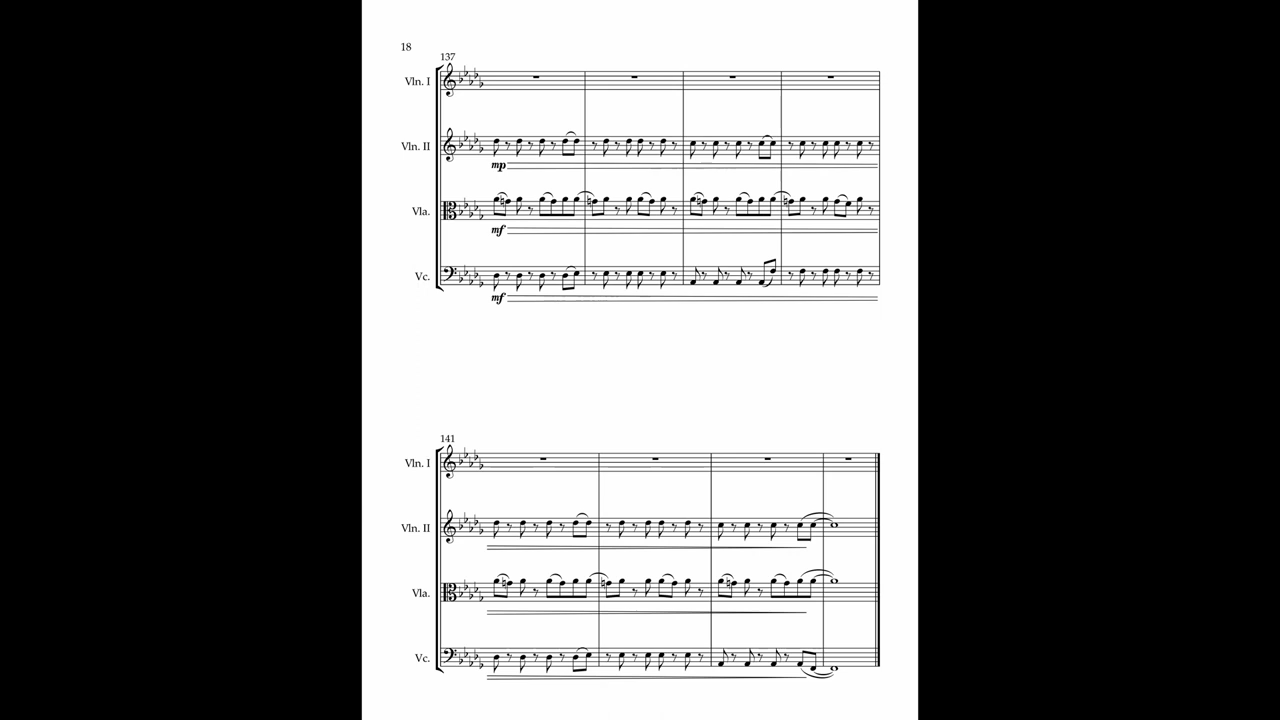 18
137
Vln. I
Vln. II
mp
Vla.
mf
Vc.
mf
141
Vln. I
Vln. II
Vla.
Vc.